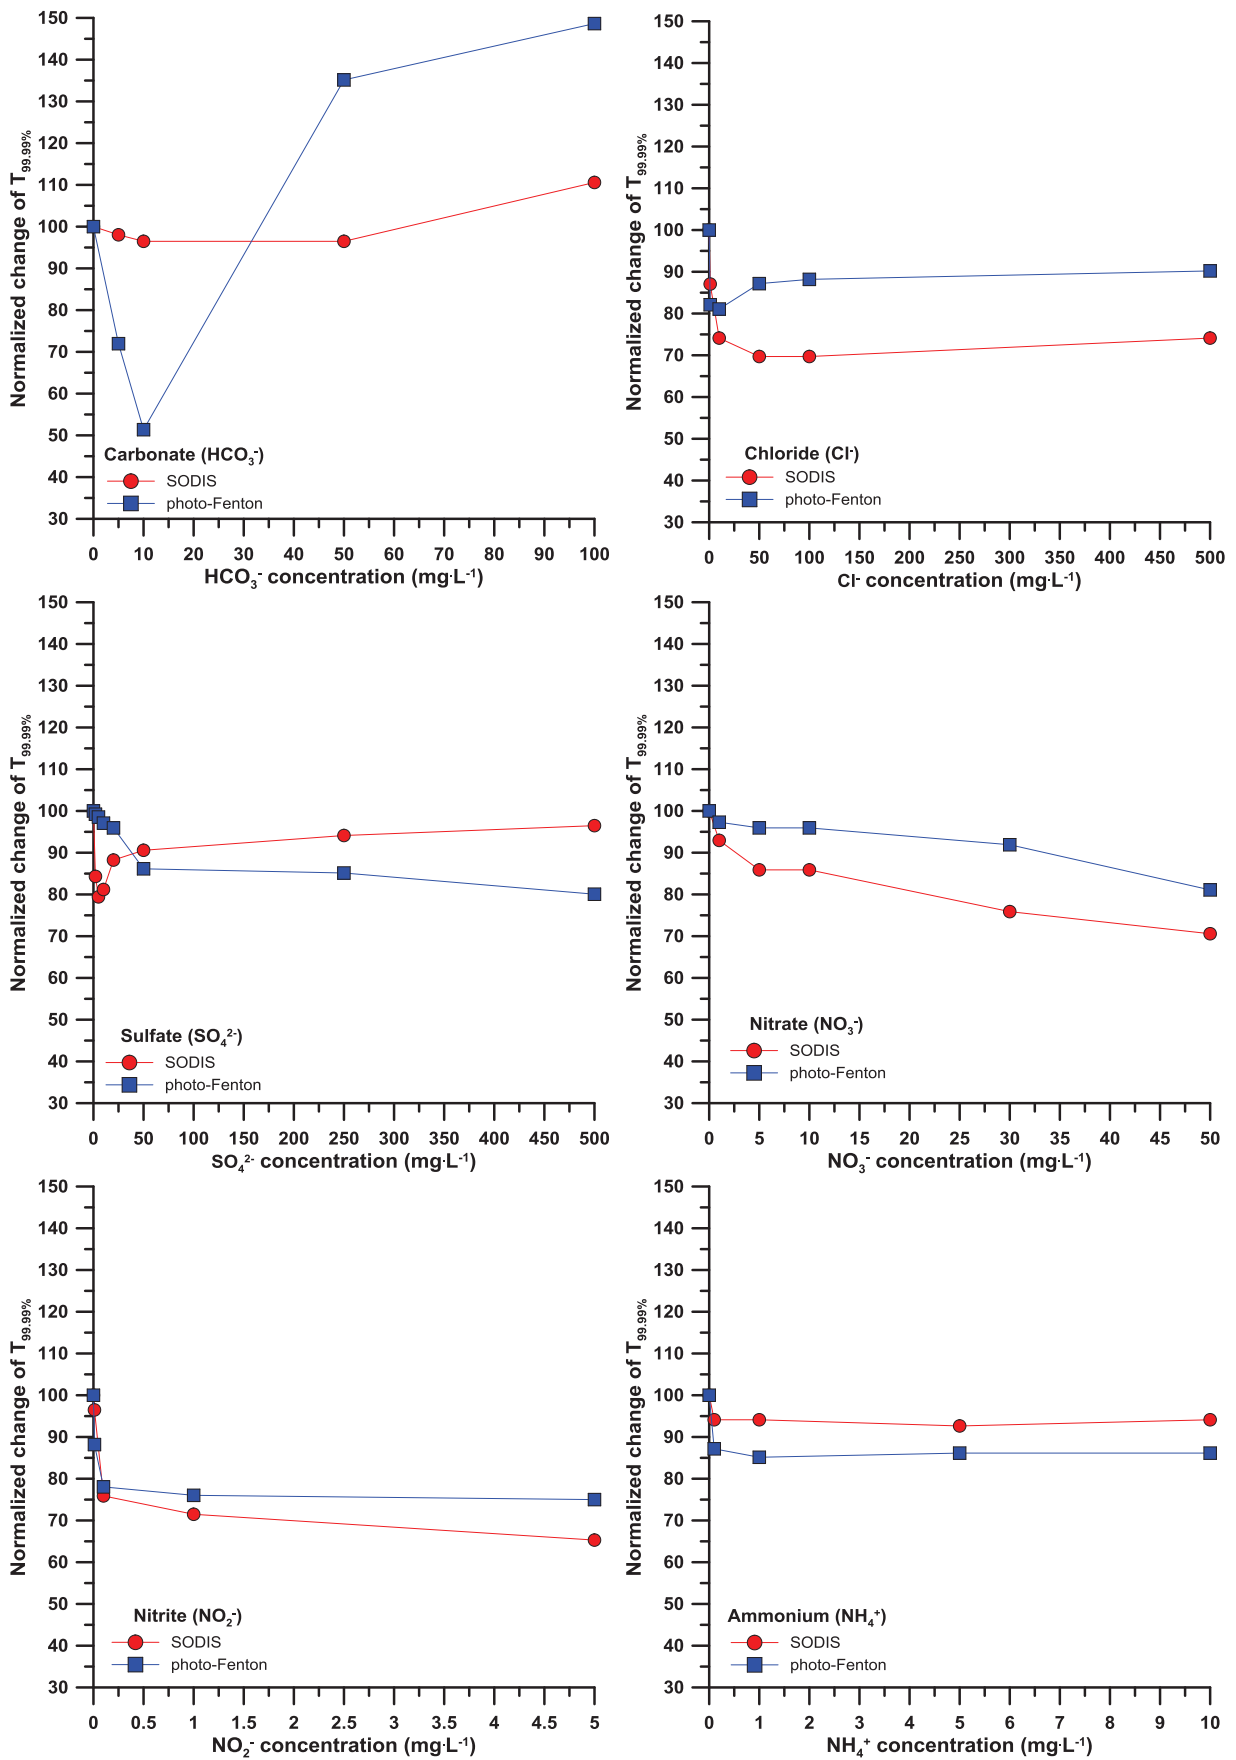 150
140
130
120
110
100
90
80
70
60
50
40
30
Normalized change of T99.99%
Carbonate (HCO3-)
SODIS
photo-Fenton
0 10 20 30 40 50 60 70 80 90 100
HCO3- concentration (mg·L-1)
150
140
130
120
110
100
90
80
70
60
50
40
30
Normalized change of T99.99%
Chloride (Cl-)
SODIS
photo-Fenton
0 50 100 150 200 250 300 350 400 450 500
Cl- concentration (mg·L-1)
150
140
130
120
110
100
90
80
70
60
50
40
30
Normalized change of T99.99%
Sulfate (SO42-)
SODIS
photo-Fenton
0 50 100 150 200 250 300 350 400 450 500
SO42- concentration (mg·L-1)
150
140
130
120
110
100
90
80
70
60
50
40
30
Normalized change of T99.99%
Nitrate (NO3-)
SODIS
photo-Fenton
0 5 10 15 20 25 30 35 40 45 50
NO3- concentration (mg·L-1)
150
140
130
120
110
100
90
80
70
60
50
40
30
Normalized change of T99.99%
Nitrite (NO2-)
SODIS
photo-Fenton
0 0.5 1 1.5 2 2.5 3 3.5 4 4.5 5
NO2- concentration (mg·L-1)
150
140
130
120
110
100
90
80
70
60
50
40
30
Normalized change of T99.99%
Ammonium (NH4+)
SODIS
photo-Fenton
0 1 2 3 4 5 6 7 8 9 10
NH4+ concentration (mg·L-1)